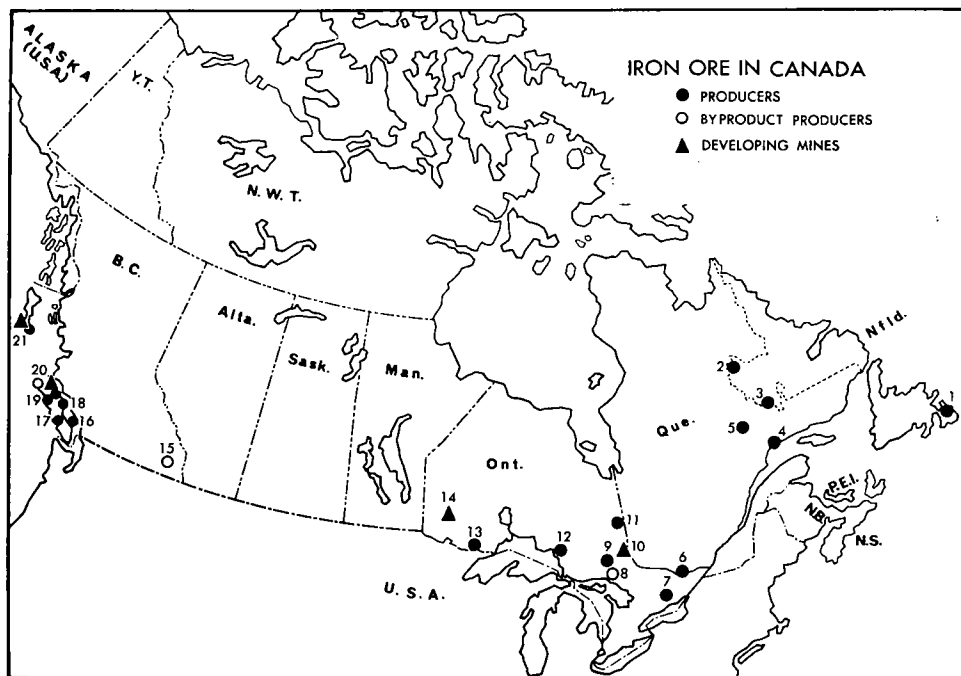 ALASKA
(U.S.A)
Y.T.
IRON ORE IN CANADA
PRODUCERS
BYPRODUCT PRODUCERS
DEVELOPING MINES
N.W.T.
B.C.
Alta.
Sask.
Man.
Ont.
Que.
Nfld.
P.E.I.
N.B.
N.S.
U.S.A.
21
20
19
18
17
16
15
14
13
12
11
10
9
8
7
6
5
4
3
2
1